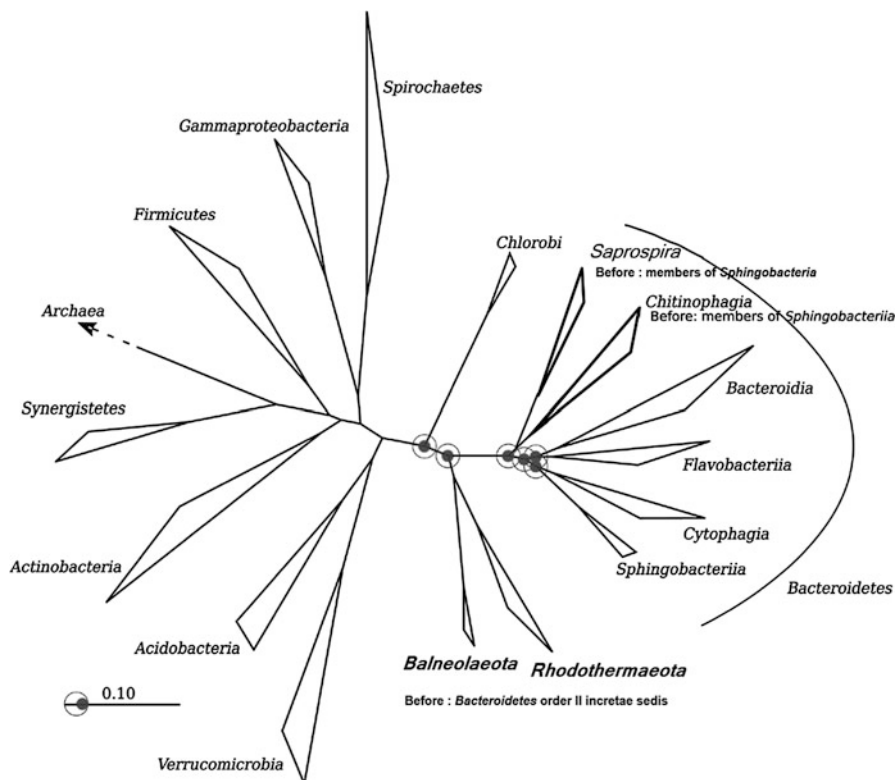 Spirochaetes
Gammaproteobacteria
Firmicutes
Chlorobi
Saprospira
Before : members of Sphingobacteria
Archaea
Chitinophagia
Before: members of Sphingobacteriia
Bacteroidia
Synergistetes
Flavobacteriia
Cytophagia
Actinobacteria
Sphingobacteriia
Bacteroidetes
Acidobacteria
Balneolaeota
Rhodothermaeota
Before : Bacteroidetes order II incretae sedis
0.10
Verrucomicrobia